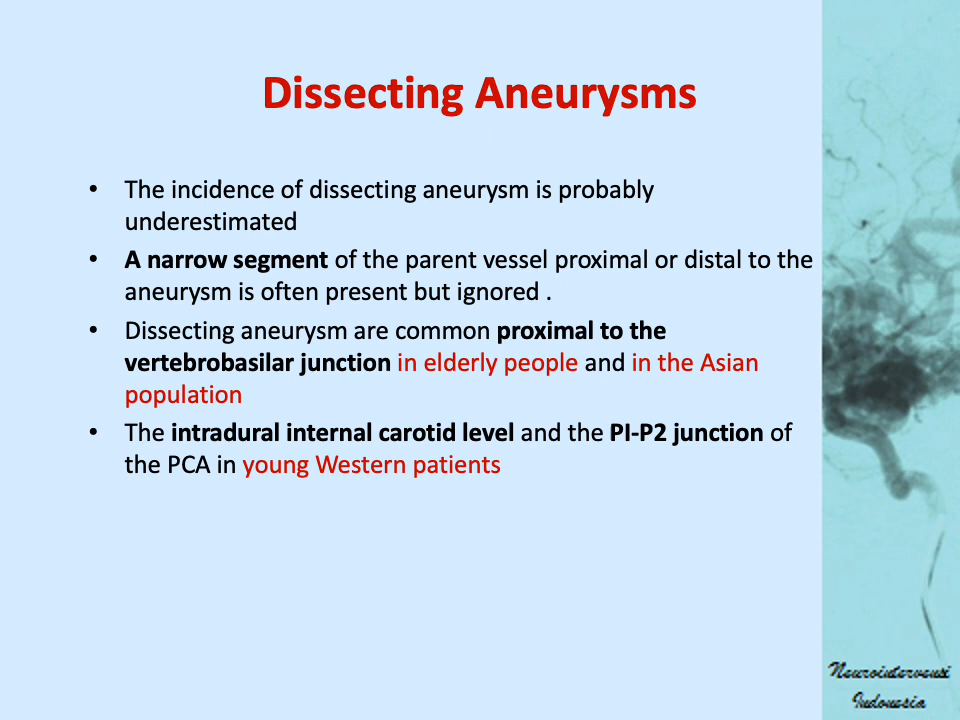 Dissecting Aneurysms
• The incidence of dissecting aneurysm is probably
underestimated
• A narrow segment of the parent vessel proximal or distal to the
aneurysm is often present but ignored .
• Dissecting aneurysm are common proximal to the
vertebrobasilar junction in elderly people and in the Asian
population
• The intradural internal carotid level and the PI-P2 junction of
the PCA in young Western patients
Neurointervensi
Indonesia